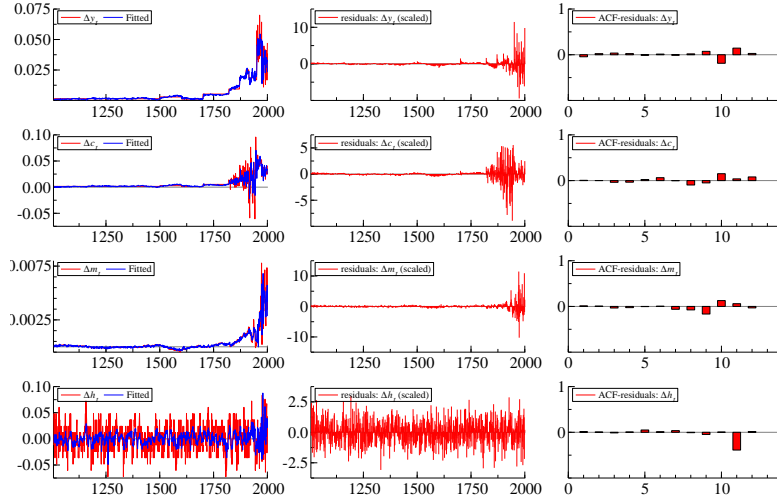 0.075
0.050
0.025
Δy_t Fitted
1250 1500 1750 2000
10
0
residuals: Δy_t (scaled)
1250 1500 1750 2000
1
0
ACF-residuals: Δy_t
0 5 10
0.10
0.05
0.00
-0.05
Δc_t Fitted
1250 1500 1750 2000
5
0
-5
residuals: Δc_t (scaled)
1250 1500 1750 2000
1
0
ACF-residuals: Δc_t
0 5 10
0.0075
0.0025
Δm_t Fitted
1250 1500 1750 2000
10
0
-15
residuals: Δm_t (scaled)
1250 1500 1750 2000
1
0
ACF-residuals: Δm_t
0 5 10
0.10
0.05
0.00
-0.05
Δh_t Fitted
1250 1500 1750 2000
2.5
0.0
-2.5
residuals: Δh_t (scaled)
1250 1500 1750 2000
1
0
ACF-residuals: Δh_t
0 5 10